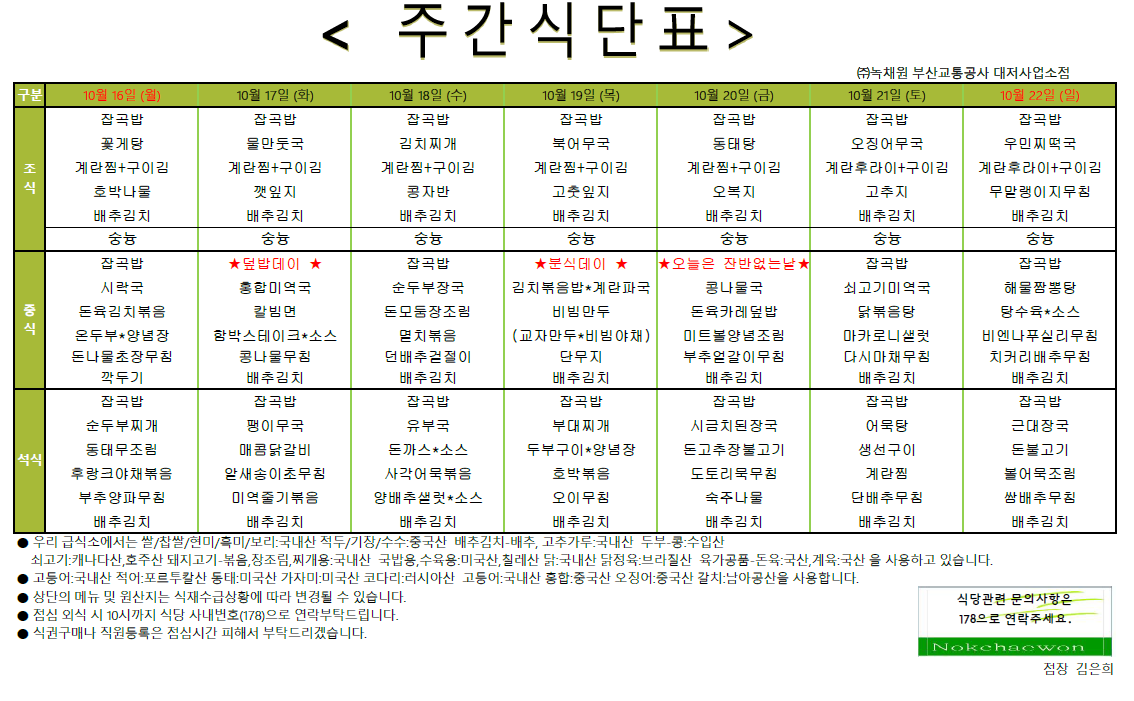 < 주간식단표 >
㈜녹채원 부산교통공사 대저사업소점
구분 10월 16일 (월) 10월 17일 (화) 10월 18일 (수) 10월 19일 (목) 10월 20일 (금) 10월 21일 (토) 10월 22일 (일)
조식
잡곡밥 잡곡밥 잡곡밥 잡곡밥 잡곡밥 잡곡밥 잡곡밥
꽃게탕 물만둣국 김치찌개 북어무국 동태탕 오징어무국 우민찌떡국
계란찜+구이김 계란찜+구이김 계란찜+구이김 계란찜+구이김 계란찜+구이김 계란후라이+구이김 계란후라이+구이김
호박나물 깻잎지 콩자반 고춧잎지 오복지 고추지 무말랭이지무침
배추김치 배추김치 배추김치 배추김치 배추김치 배추김치 배추김치
숭늉 숭늉 숭늉 숭늉 숭늉 숭늉 숭늉
중식
잡곡밥 ★덮밥데이 ★ 잡곡밥 ★분식데이 ★ ★오늘은 잔반없는날★ 잡곡밥 잡곡밥
시락국 홍합미역국 순두부장국 김치볶음밥*계란파국 콩나물국 쇠고기미역국 해물짬뽕탕
돈육김치볶음 칼빔면 돈모둠장조림 비빔만두 돈육카레덮밥 닭볶음탕 탕수육*소스
온두부*양념장 함박스테이크*소스 멸치볶음 (교자만두*비빔야채) 미트볼양념조림 마카로니샐럿 비엔나푸실리무침
돈나물초장무침 콩나물무침 던배추겉절이 단무지 부추얼갈이무침 다시마채무침 치커리배추무침
깍두기 배추김치 배추김치 배추김치 배추김치 배추김치 배추김치
석식
잡곡밥 잡곡밥 잡곡밥 잡곡밥 잡곡밥 잡곡밥 잡곡밥
순두부찌개 팽이무국 유부국 부대찌개 시금치된장국 어묵탕 근대장국
동태무조림 매콤닭갈비 돈까스*소스 두부구이*양념장 돈고추장불고기 생선구이 돈불고기
후랑크야채볶음 알새송이초무침 사각어묵볶음 호박볶음 도토리묵무침 계란찜 볼어묵조림
부추양파무침 미역줄기볶음 양배추샐럿*소스 오이무침 숙주나물 단배추무침 쌈배추무침
배추김치 배추김치 배추김치 배추김치 배추김치 배추김치 배추김치
● 우리 급식소에서는 쌀/찹쌀/현미/흑미/보리:국내산 적두/기장/수수:중국산 배추김치-배추, 고추가루:국내산 두부-콩:수입산
쇠고기:캐나다산,호주산 돼지고기-볶음,장조림,찌개용:국내산 국밥용,수육용:미국산,칠레산 닭:국내산 닭정육:브라질산 육가공품-돈육:국산,계육:국산 을 사용하고 있습니다.
● 고등어:국내산 적어:포르투칼산 동태:미국산 가자미:미국산 코다리:러시아산 고등어:국내산 홍합:중국산 오징어:중국산 갈치:남아공산을 사용합니다.
● 상단의 메뉴 및 원산지는 식재수급상황에 따라 변경될 수 있습니다.
● 점심 외식 시 10시까지 식당 사내번호(178)으로 연락부탁드립니다.
● 식권구매나 직원등록은 점심시간 피해서 부탁드리겠습니다.
식당관련 문의사항은
178으로 연락주세요.
Nokchaewon
점장 김은희